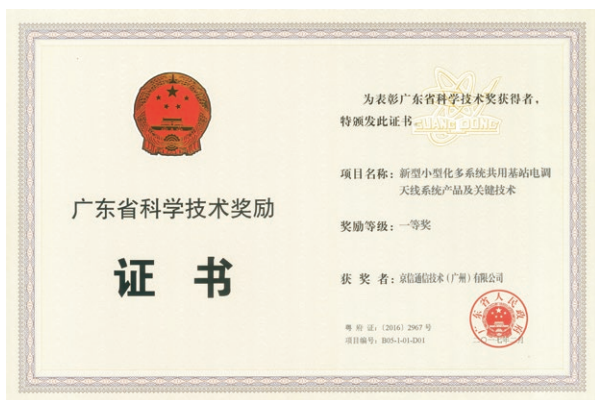 广东省科学技术奖励
证书
为表彰广东省科学技术奖获得者，
特颁发此证书。
GUANG DONG
项目名称：新型小型化多系统共用基站电调
天线系统产品及关键技术
奖励等级：一等奖
获奖者：京信通信技术（广州）有限公司
广东省人民政府
粤府证：〔2016〕2967号
项目编号：B05-1-01-D01